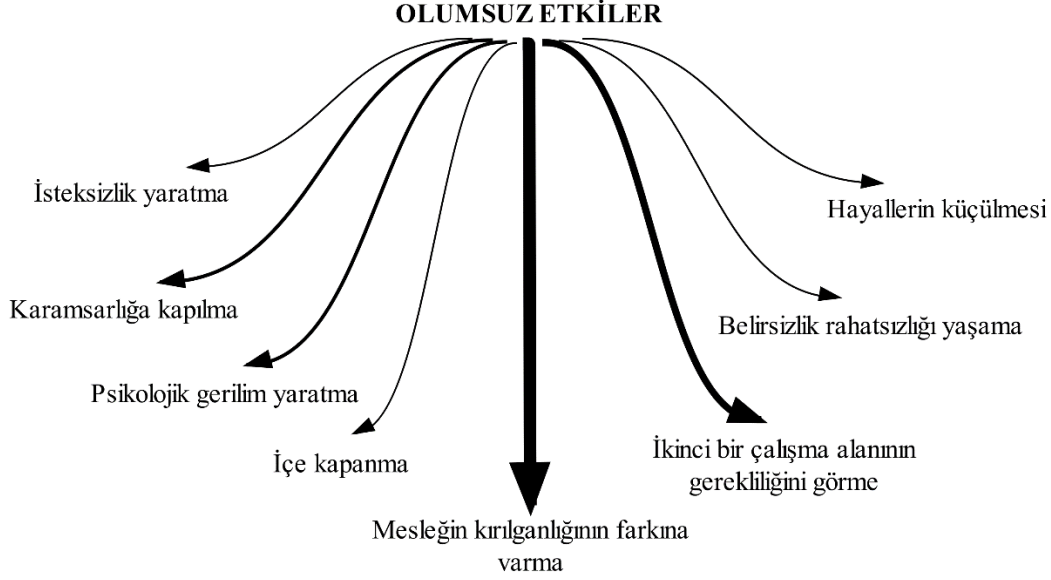 OLUMSUZ ETKİLER
İsteksizlik yaratma
Hayallerin küçülmesi
Karamsarlığa kapılma
Belirsizlik rahatsızlığı yaşama
Psikolojik gerilim yaratma
İçe kapanma
İkinci bir çalışma alanının
gerekliliğini görme
Mesleğin kırılganlığının farkına
varma